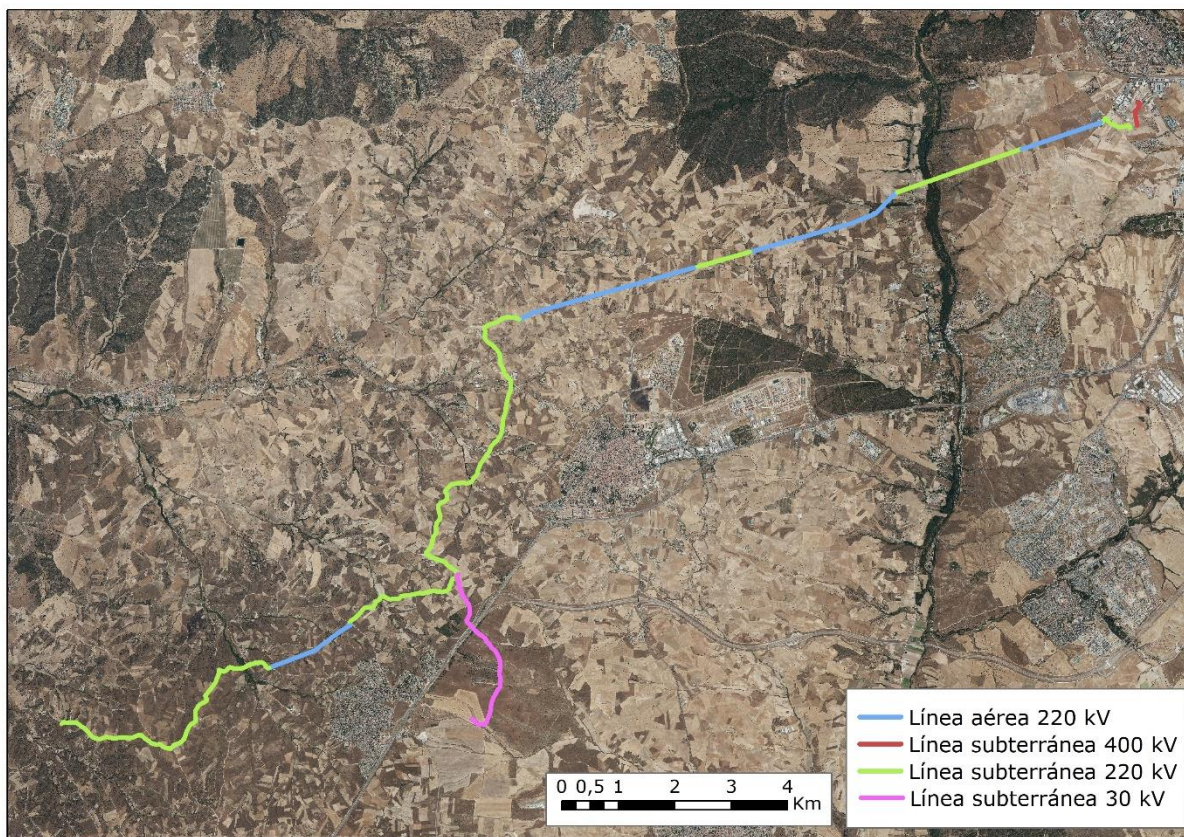 Línea aérea 220 kV
Línea subterránea 400 kV
Línea subterránea 220 kV
Línea subterránea 30 kV
0 0,5 1 2 3 4
Km